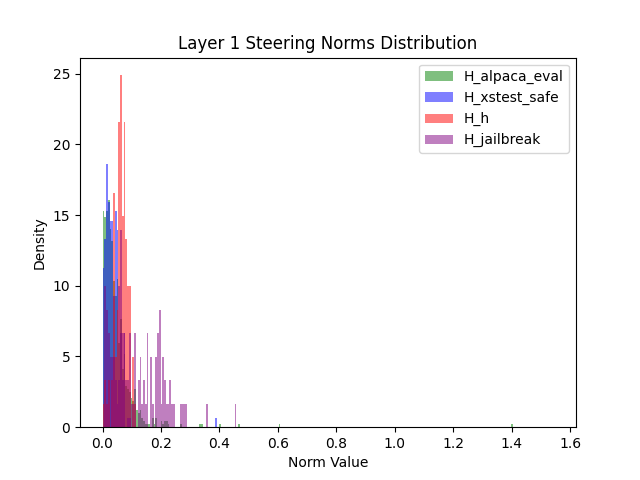 Layer 1 Steering Norms Distribution
H_alpaca_eval
H_xstest_safe
H_h
H_jailbreak
25
20
15
10
5
0
Density
0.0 0.2 0.4 0.6 0.8 1.0 1.2 1.4 1.6
Norm Value